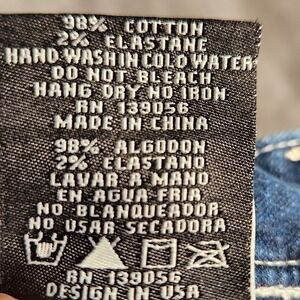 98% COTTON
2% ELASTANE
HAND WASH IN COLD WATER
DO NOT BLEACH
HANG DRY NO IRON
RN 139056
MADE IN CHINA
98% ALGODON
2% ELASTANO
LAVAR A MANO
EN AGUA FRIA
NO BLANQUEADOR
NO USAR SECADORA
RN 139056
DESIGN IN USA